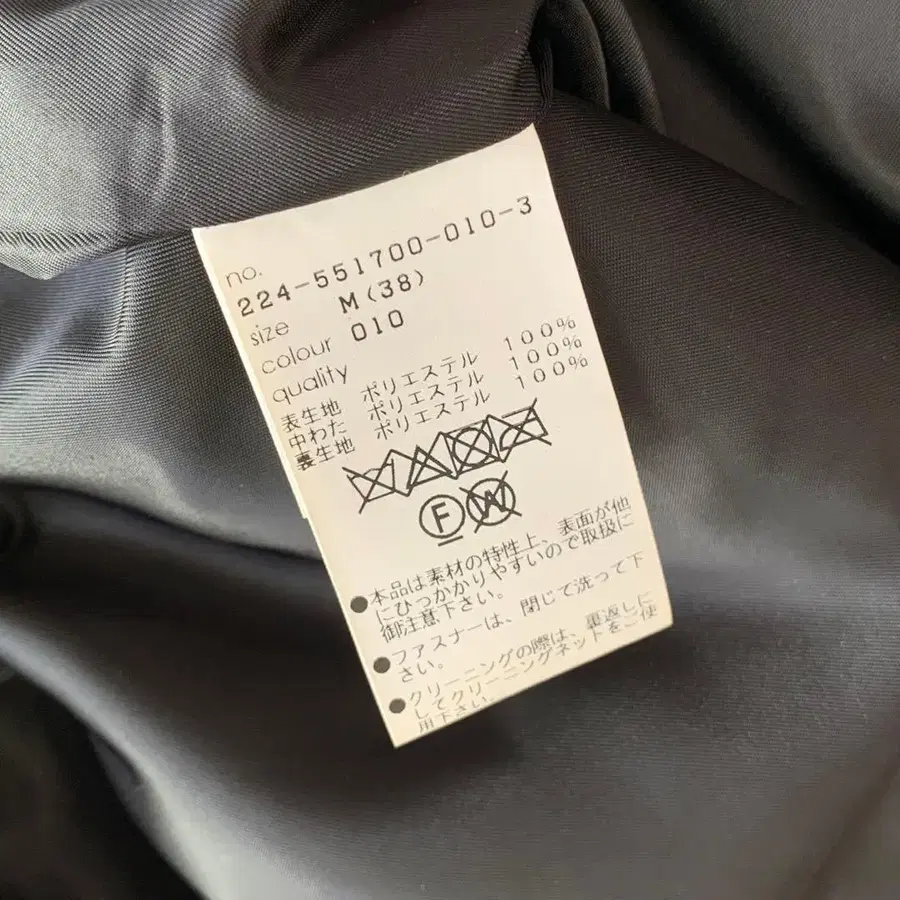 no.
224-551700-010-3
size M(38)
colour 010
quality
表生地 ポリエステル 100%
中わた ポリエステル 100%
裏生地 ポリエステル 100%
F W
●本品は素材の特性上、表面が他
にひっかかりやすいので取扱に
御注意下さい。
●ファスナーは、閉じて洗って下
さい。
●クリーニングの際は、裏返しに
してクリーニングネットをご使
用下さい。